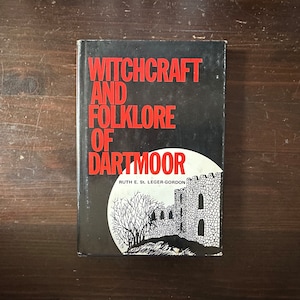 WITCHCRAFT
AND
FOLKLORE
OF
DARTMOOR
RUTH E. St. LEGER-GORDON